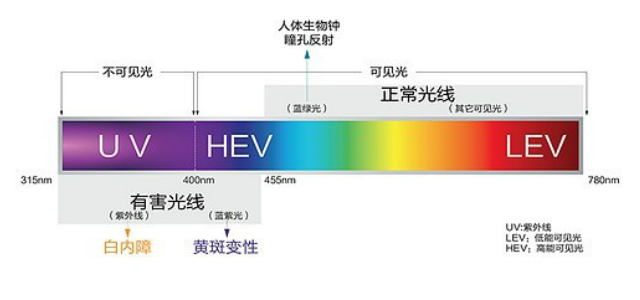 人体生物钟
瞳孔反射
不可见光
可见光
正常光线
（蓝绿光）
（其它可见光）
UV
HEV
LEV
315nm
400nm
455nm
780nm
有害光线
（紫外线）
（蓝紫光）
白内障
黄斑变性
UV:紫外线
LEV；低能可见光
HEV；高能可见光